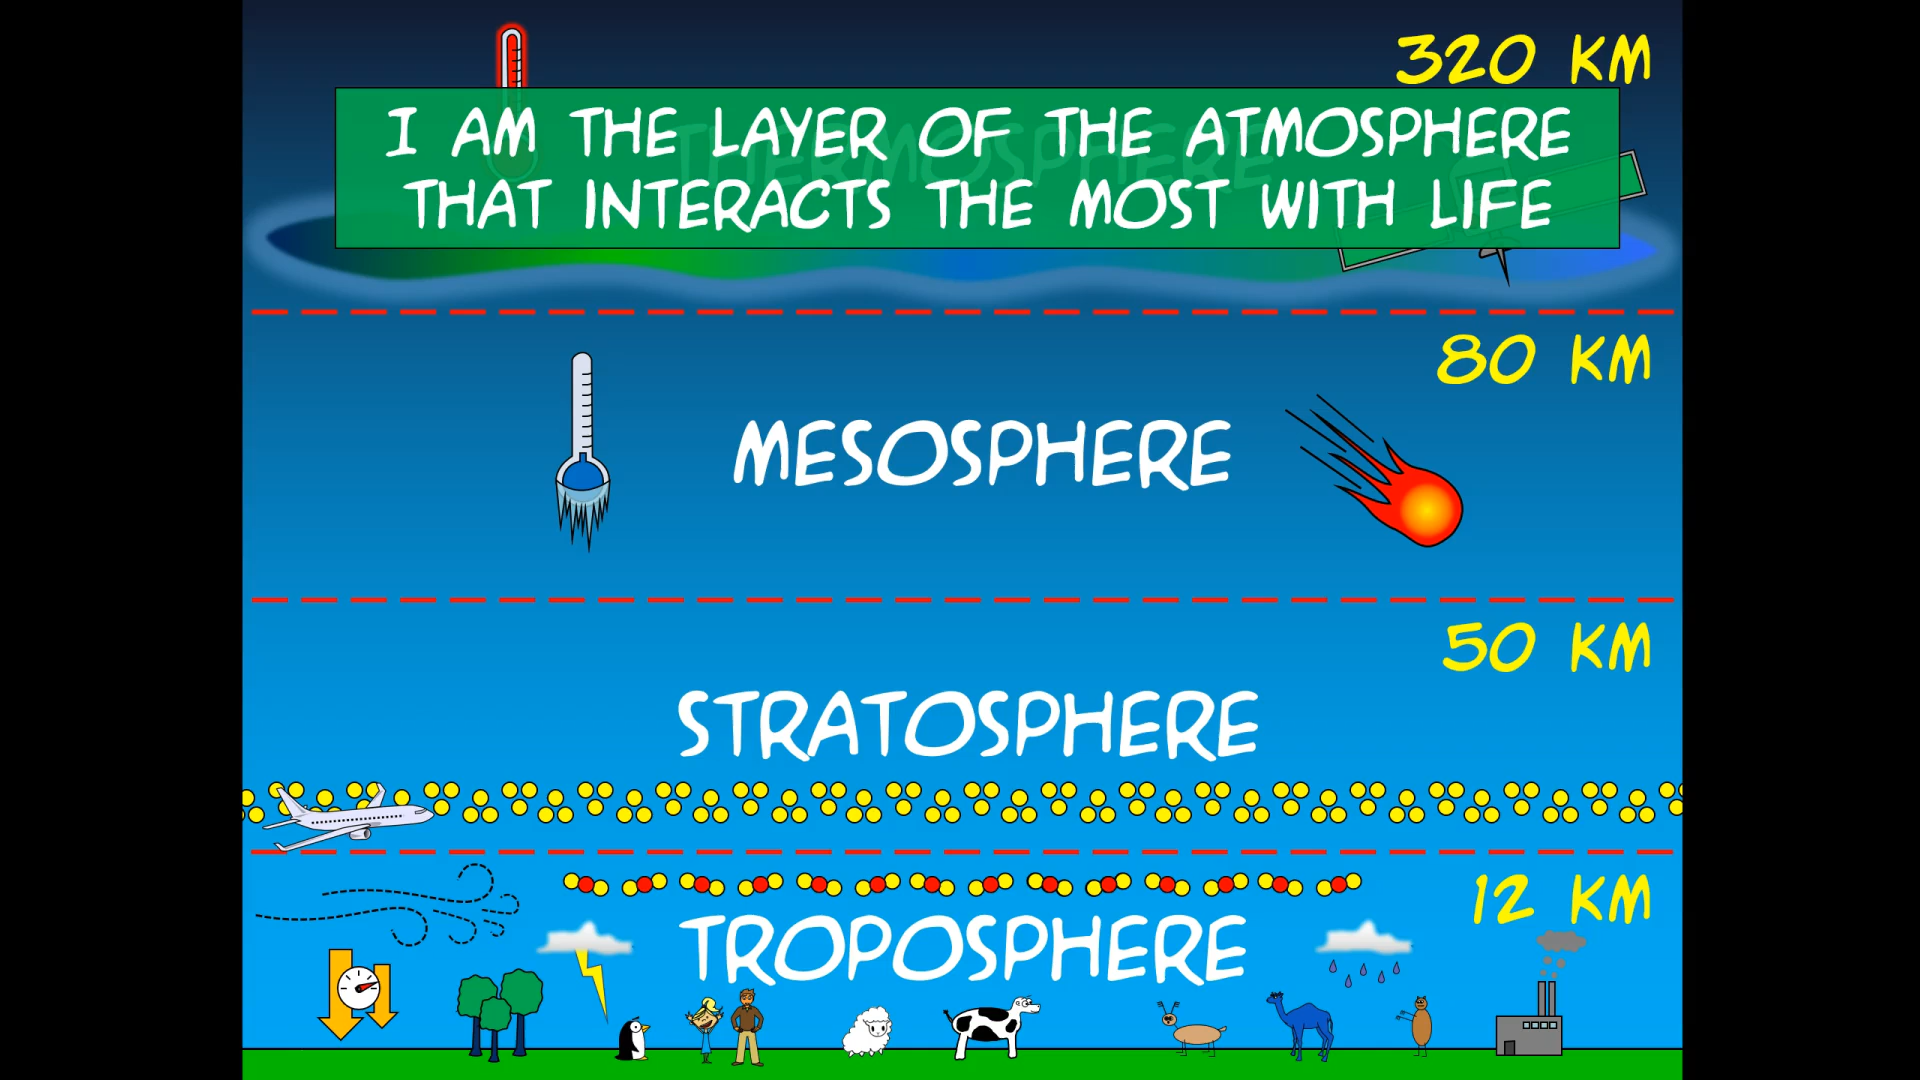 320 KM
I AM THE LAYER OF THE ATMOSPHERE
THAT INTERACTS THE MOST WITH LIFE
THERMOSPHERE
80 KM
MESOSPHERE
50 KM
STRATOSPHERE
12 KM
TROPOSPHERE